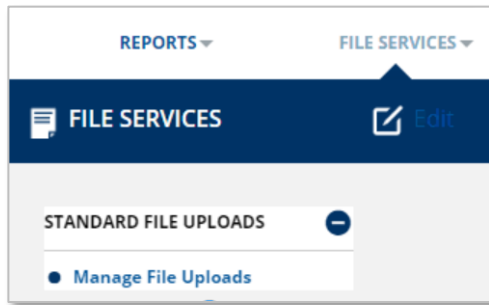 REPORTS FILE SERVICES
FILE SERVICES Edit
STANDARD FILE UPLOADS
Manage File Uploads